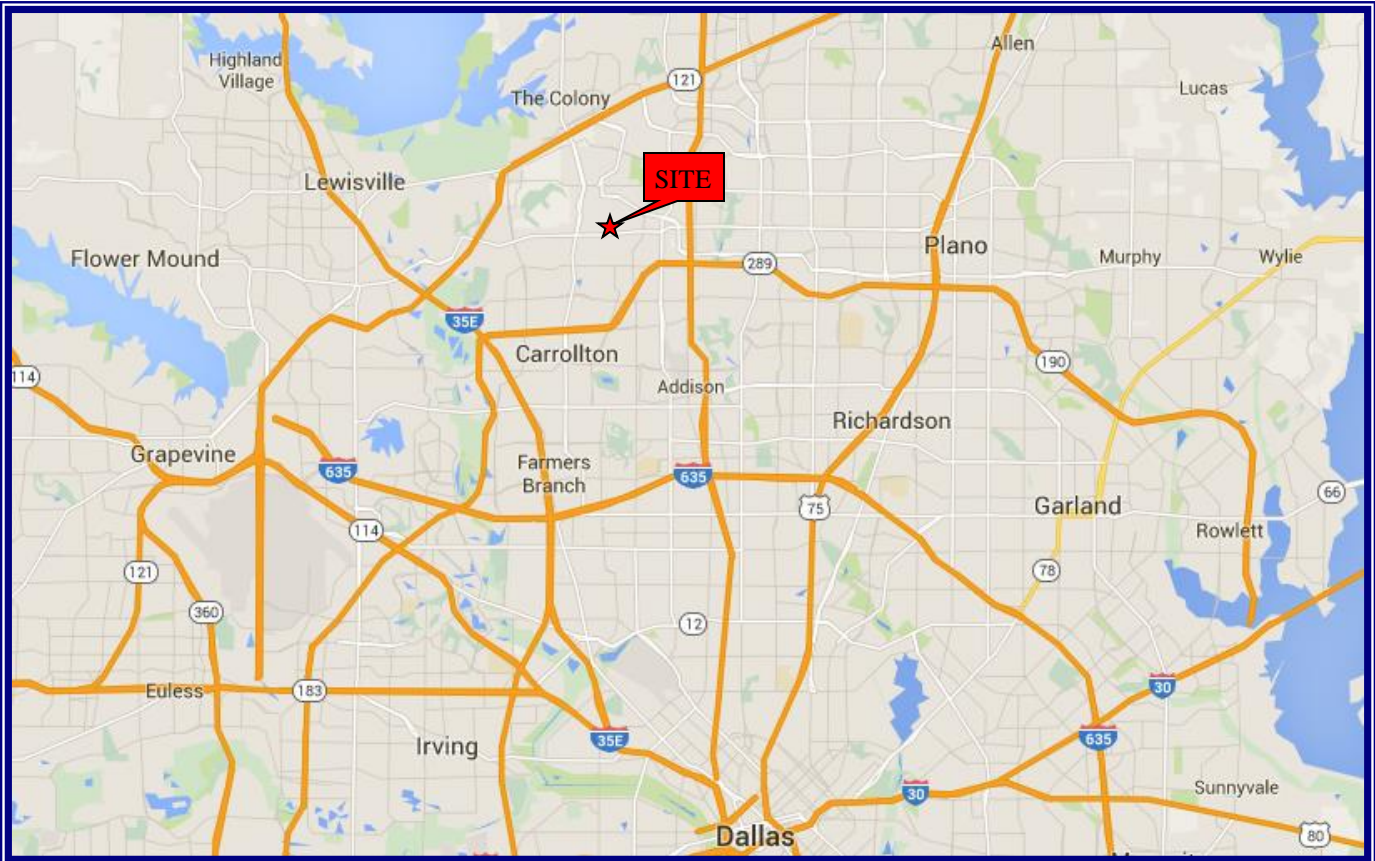 Allen
Highland
Village
121
Lucas
The Colony
SITE
Lewisville
Plano
Flower Mound
Murphy
Wylie
289
35E
Carrollton
190
114
Addison
Richardson
Grapevine
Farmers
Branch
635
635
66
75
Garland
114
Rowlett
121
78
360
12
30
Euless
183
635
35E
Irving
30
Sunnyvale
Dallas
80